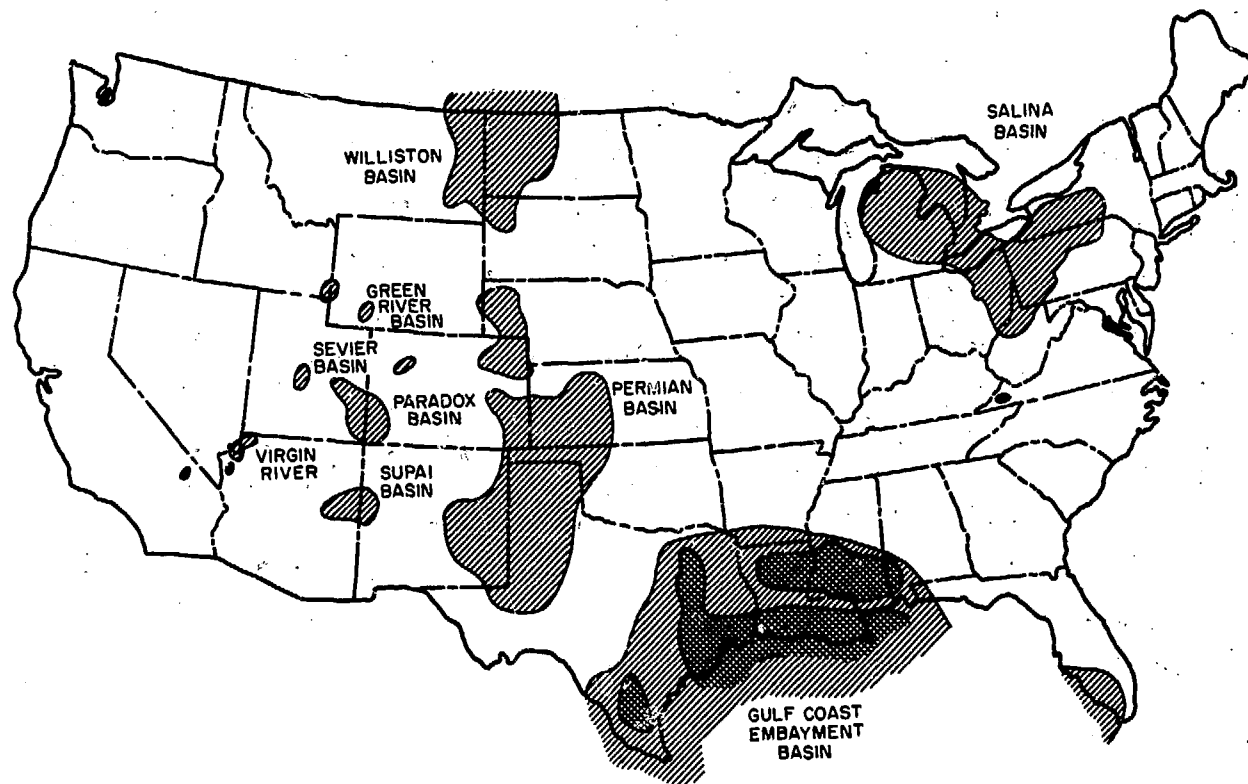 SALINA
BASIN
WILLISTON
BASIN
GREEN
RIVER
BASIN
SEVIER
BASIN
PARADOX
BASIN
PERMIAN
BASIN
VIRGIN
RIVER
SUPAI
BASIN
GULF COAST
EMBAYMENT
BASIN